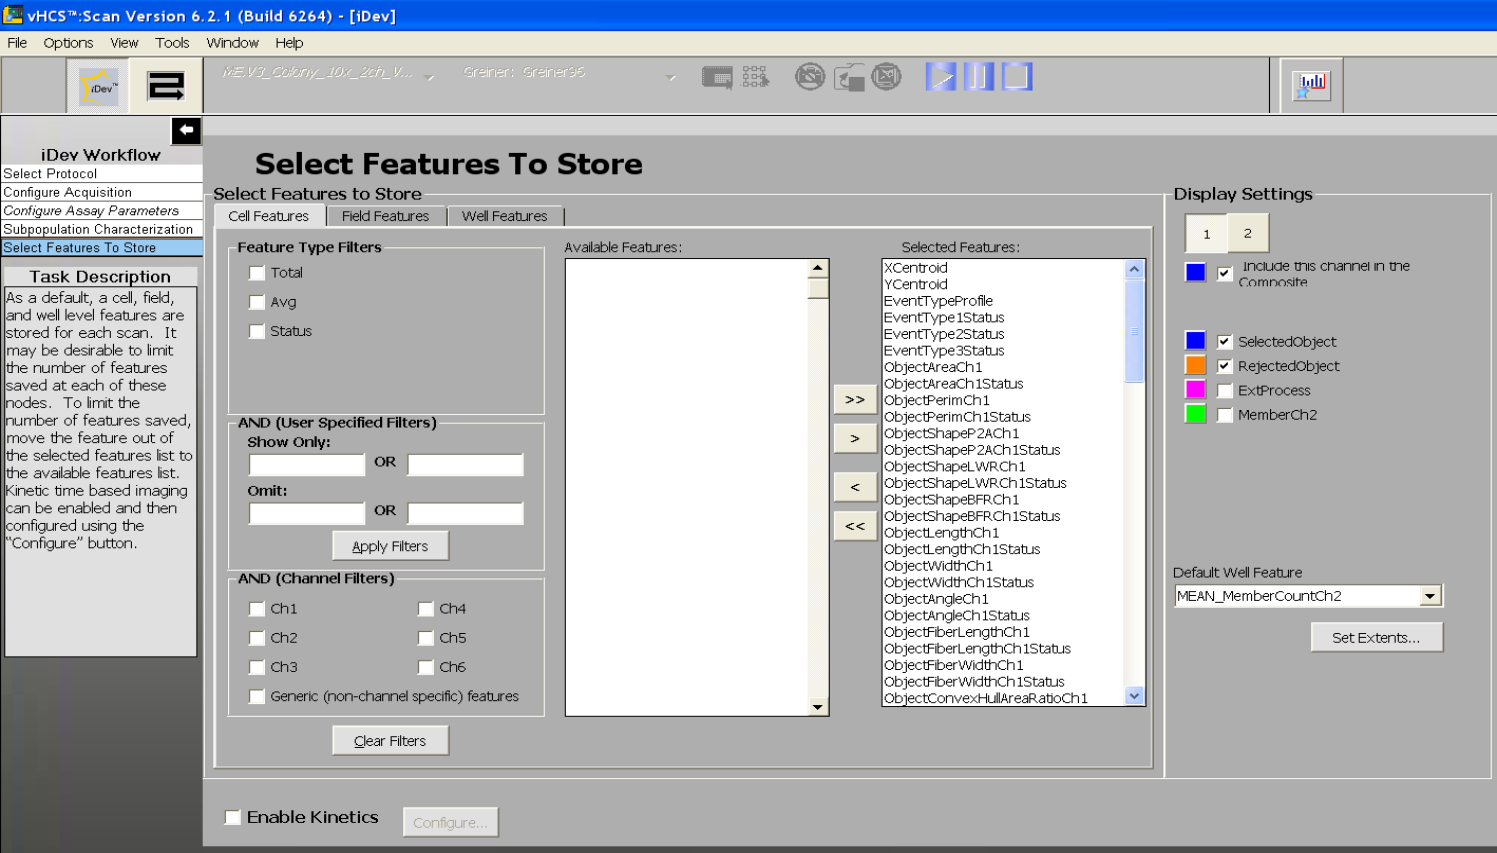 vHCS™:Scan Version 6.2.1 (Build 6264) - [iDev]
File Options View Tools Window Help
iDev™
ME.V3_Colony_10x_2ch_V...
Greiner: Greiner96
iDev Workflow
Select Protocol
Configure Acquisition
Configure Assay Parameters
Subpopulation Characterization
Select Features To Store
Task Description
As a default, a cell, field,
and well level features are
stored for each scan. It
may be desirable to limit
the number of features
saved at each of these
nodes. To limit the
number of features saved,
move the feature out of
the selected features list to
the available features list.
Kinetic time based imaging
can be enabled and then
configured using the
“Configure” button.
Select Features To Store
Select Features to Store
Cell Features
Field Features
Well Features
Feature Type Filters
Total
Avg
Status
AND (User Specified Filters)
Show Only:
OR
Omit:
OR
Apply Filters
AND (Channel Filters)
Ch1
Ch4
Ch2
Ch5
Ch3
Ch6
Generic (non-channel specific) features
Clear Filters
Available Features:
>>
>
<
<<
Selected Features:
XCentroid
YCentroid
EventTypeProfile
EventType1Status
EventType2Status
EventType3Status
ObjectAreaCh1
ObjectAreaCh1Status
ObjectPerimCh1
ObjectPerimCh1Status
ObjectShapeP2ACh1
ObjectShapeP2ACh1Status
ObjectShapeLWRCh1
ObjectShapeLWRCh1Status
ObjectShapeBFRCh1
ObjectShapeBFRCh1Status
ObjectLengthCh1
ObjectLengthCh1Status
ObjectWidthCh1
ObjectWidthCh1Status
ObjectAngleCh1
ObjectAngleCh1Status
ObjectFiberLengthCh1
ObjectFiberLengthCh1Status
ObjectFiberWidthCh1
ObjectFiberWidthCh1Status
ObjectConvexHullAreaRatioCh1
Display Settings
1
2
Include this channel in the
Composite
SelectedObject
RejectedObject
ExtProcess
MemberCh2
Default Well Feature
MEAN_MemberCountCh2
Set Extents...
Enable Kinetics
Configure...